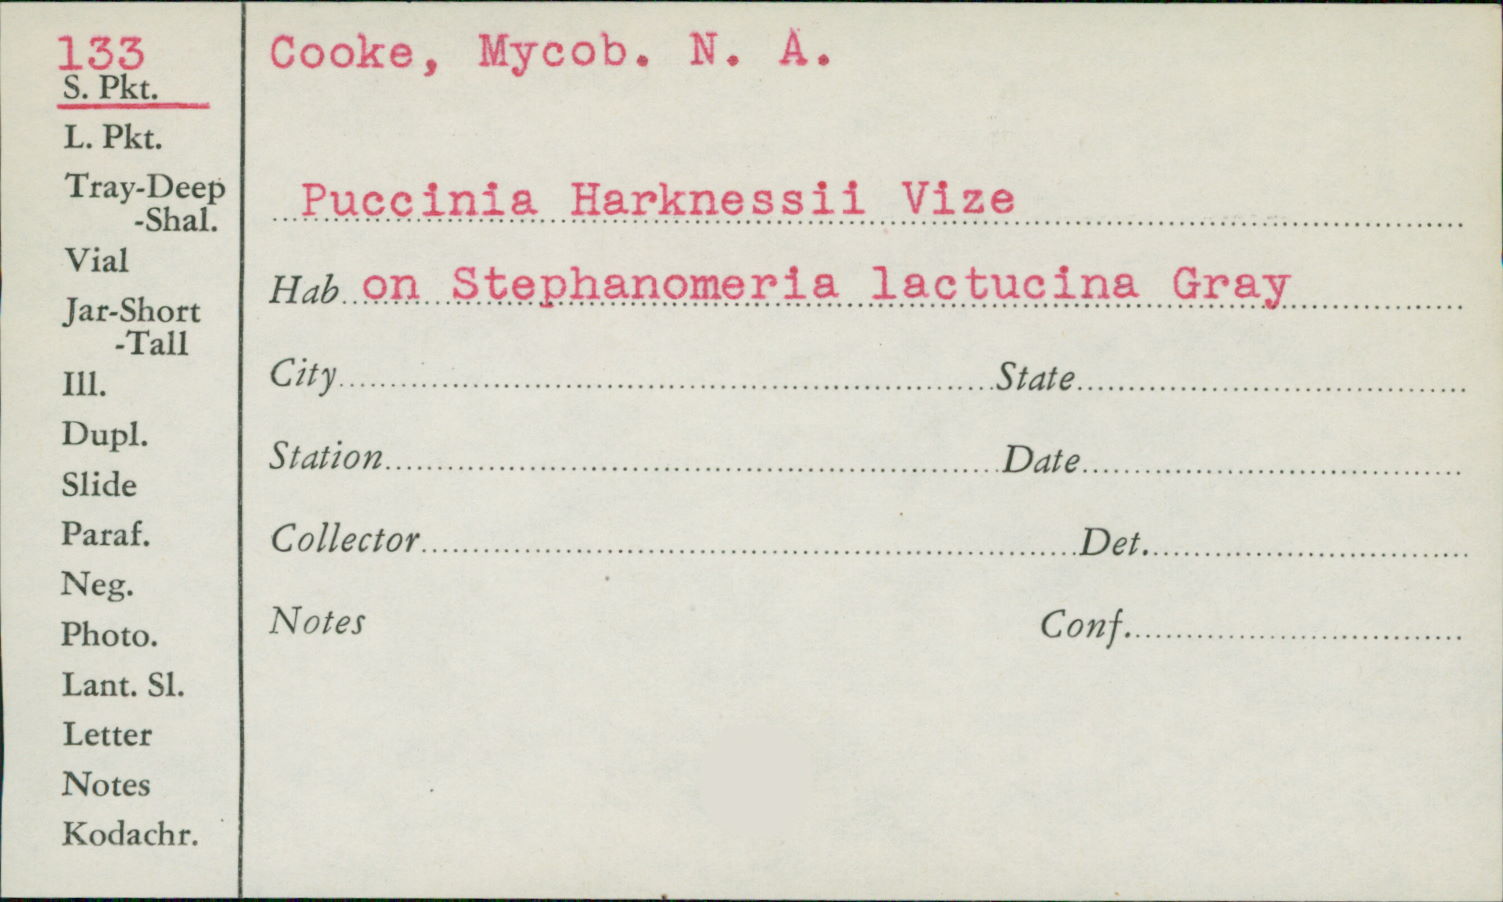 133
S. Pkt.
L. Pkt.
Tray-Deep
-Shal.
Vial
Jar-Short
-Tall
Ill.
Dupl.
Slide
Paraf.
Neg.
Photo.
Lant. Sl.
Letter
Notes
Kodachr.
Cooke, Mycob. N. A.
Puccinia Harknessii Vize
Hab on Stephanomeria lactucina Gray
City State
Station Date
Collector Det.
Notes Conf.